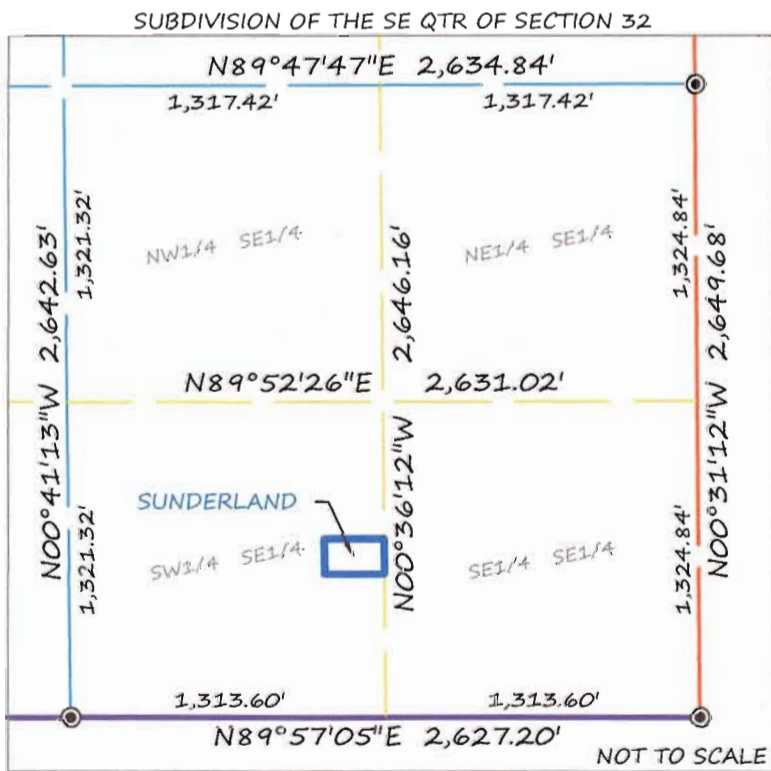 SUBDIVISION OF THE SE QTR OF SECTION 32
N89°47'47"E 2,634.84'
1,317.42'
1,317.42'
N00°41'13"W 2,642.63'
1,321.32'
NW1/4 SE1/4
2,646.16'
NE1/4 SE1/4
1,324.84'
N00°31'12"W 2,649.68'
N89°52'26"E 2,631.02'
SUNDERLAND
N00°36'12"W
1,321.32'
SW1/4 SE1/4
SE1/4 SE1/4
1,324.84'
1,313.60'
1,313.60'
N89°57'05"E 2,627.20'
NOT TO SCALE